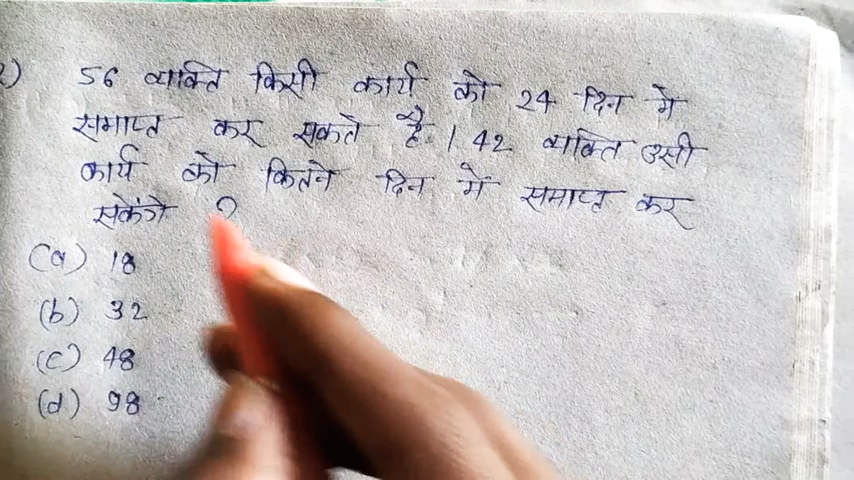 2) 56 व्यक्ति किसी कार्य को 24 दिन मे
समाप्त कर सकते है। 42 व्यक्ति उसी
कार्य को कितने दिन में समाप्त कर
सकेंगे ?
(a) 18
(b) 32
(c) 48
(d) 98